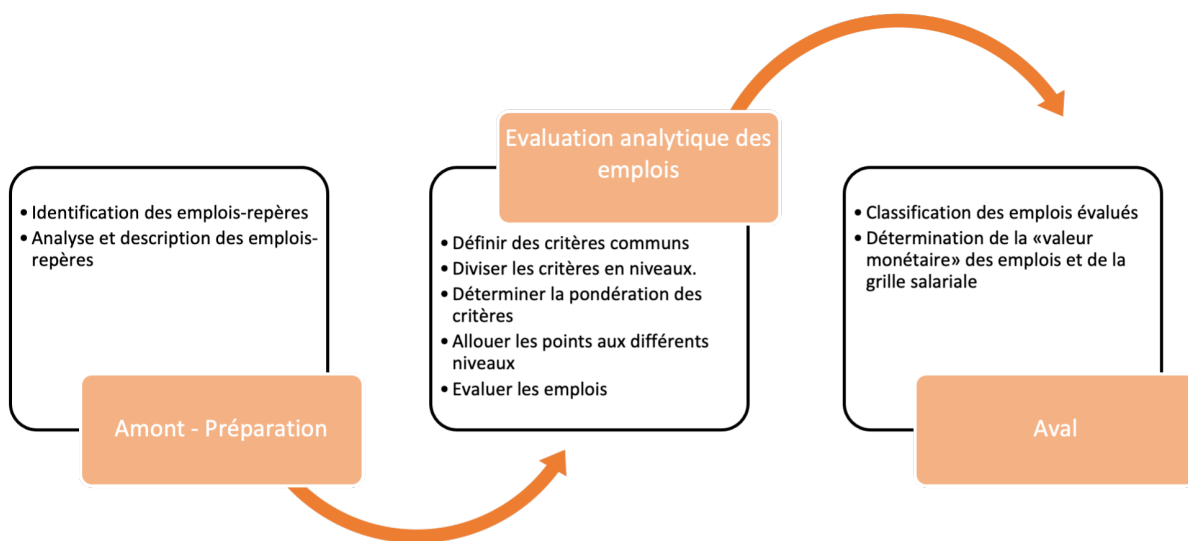 • Identification des emplois-repères
• Analyse et description des emplois-
repères
Amont - Préparation
Evaluation analytique des
emplois
• Définir des critères communs
• Diviser les critères en niveaux.
• Déterminer la pondération des
critères
• Allouer les points aux différents
niveaux
• Evaluer les emplois
• Classification des emplois évalués
• Détermination de la «valeur
monétaire» des emplois et de la
grille salariale
Aval